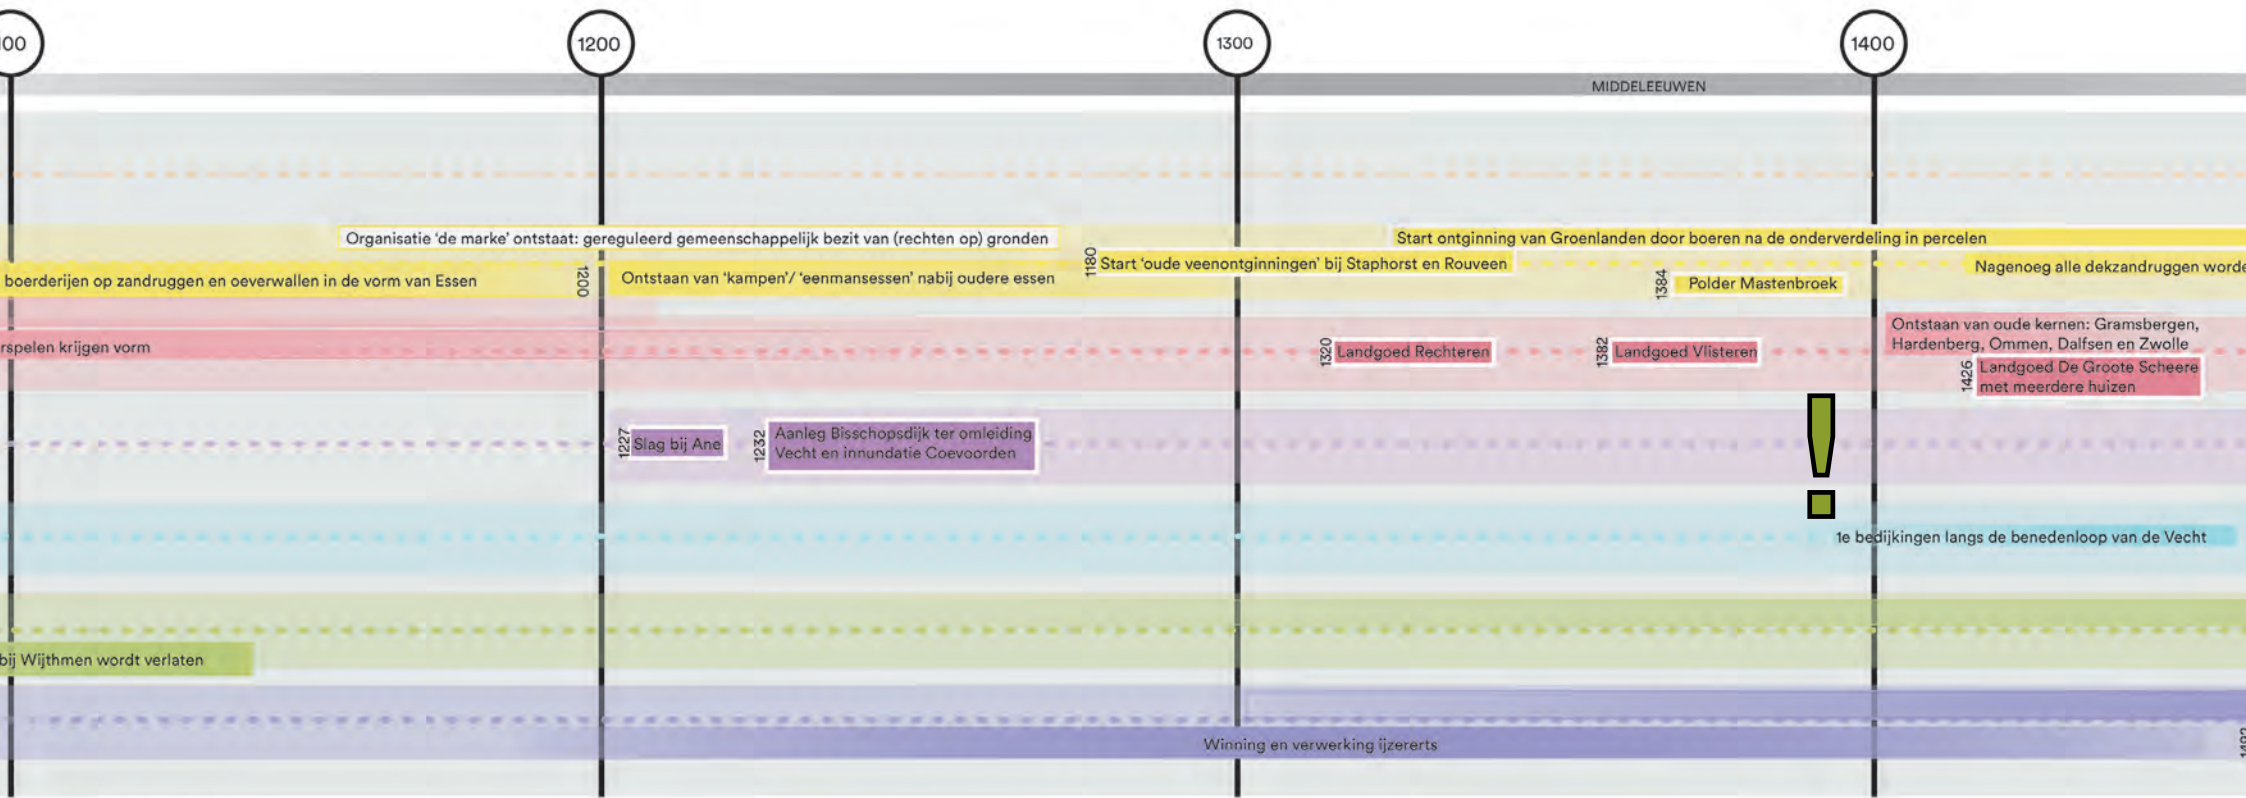 100
1200
1300
1400
MIDDELEEUWEN
Organisatie ‘de marke’ ontstaat: gereguleerd gemeenschappelijk bezit van (rechten op) gronden
Start ontginning van Groenlanden door boeren na de onderverdeling in percelen
1180
Start ‘oude veenontginningen’ bij Staphorst en Rouveen
Nagenoeg alle dekzandruggen worde
boerderijen op zandruggen en oeverwallen in de vorm van Essen
1200
Ontstaan van ‘kampen’/ ‘eenmansessen’ nabij oudere essen
1384
Polder Mastenbroek
rspelen krijgen vorm
1320
Landgoed Rechteren
1382
Landgoed Vlisteren
Ontstaan van oude kernen: Gramsbergen,
Hardenberg, Ommen, Dalfsen en Zwolle
1426
Landgoed De Groote Scheere
met meerdere huizen
1227
Slag bij Ane
1232
Aanleg Bisschopsdijk ter omleiding
Vecht en innundatie Coevoorden
!
1e bedijkingen langs de benedenloop van de Vecht
bij Wijthmen wordt verlaten
Winning en verwerking ijzererts